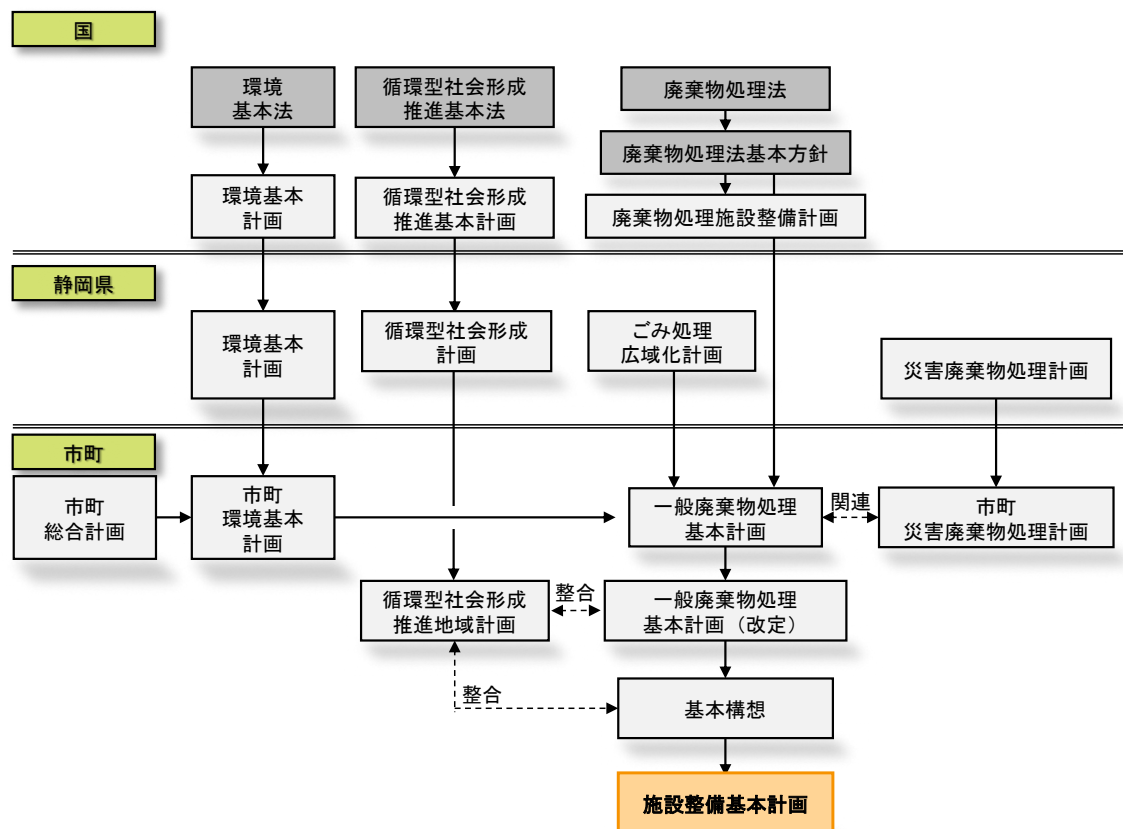 国
環境
基本法
循環型社会形成
推進基本法
廃棄物処理法
廃棄物処理法基本方針
環境基本
計画
循環型社会形成
推進基本計画
廃棄物処理施設整備計画
静岡県
環境基本
計画
循環型社会形成
計画
ごみ処理
広域化計画
災害廃棄物処理計画
市町
市町
総合計画
市町
環境基本
計画
一般廃棄物処理
基本計画
関連
市町
災害廃棄物処理計画
循環型社会形成
推進地域計画
整合
一般廃棄物処理
基本計画（改定）
整合
基本構想
施設整備基本計画